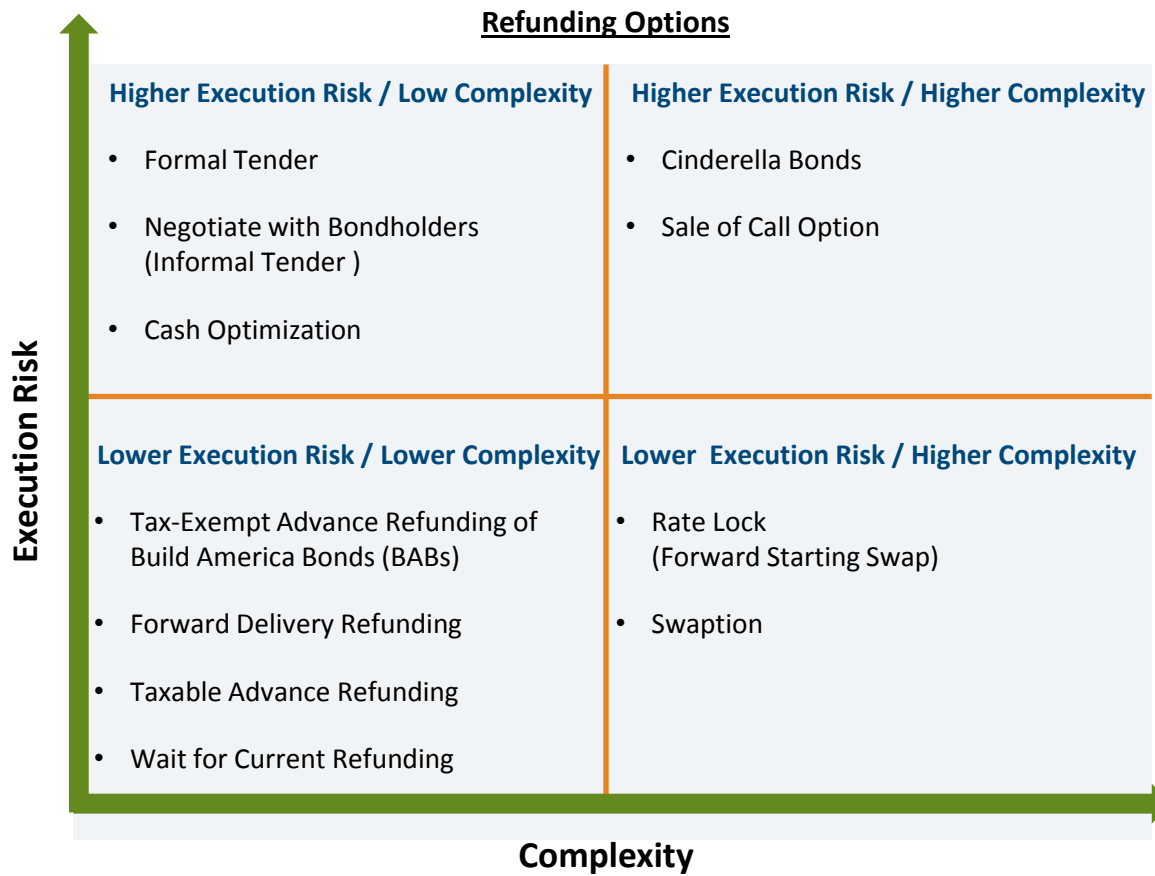 Refunding Options
Higher Execution Risk / Low Complexity
• Formal Tender
• Negotiate with Bondholders
(Informal Tender )
• Cash Optimization
Higher Execution Risk / Higher Complexity
• Cinderella Bonds
• Sale of Call Option
Execution Risk
Lower Execution Risk / Lower Complexity
• Tax-Exempt Advance Refunding of
Build America Bonds (BABs)
• Forward Delivery Refunding
• Taxable Advance Refunding
• Wait for Current Refunding
Lower  Execution Risk / Higher Complexity
• Rate Lock
(Forward Starting Swap)
• Swaption
Complexity